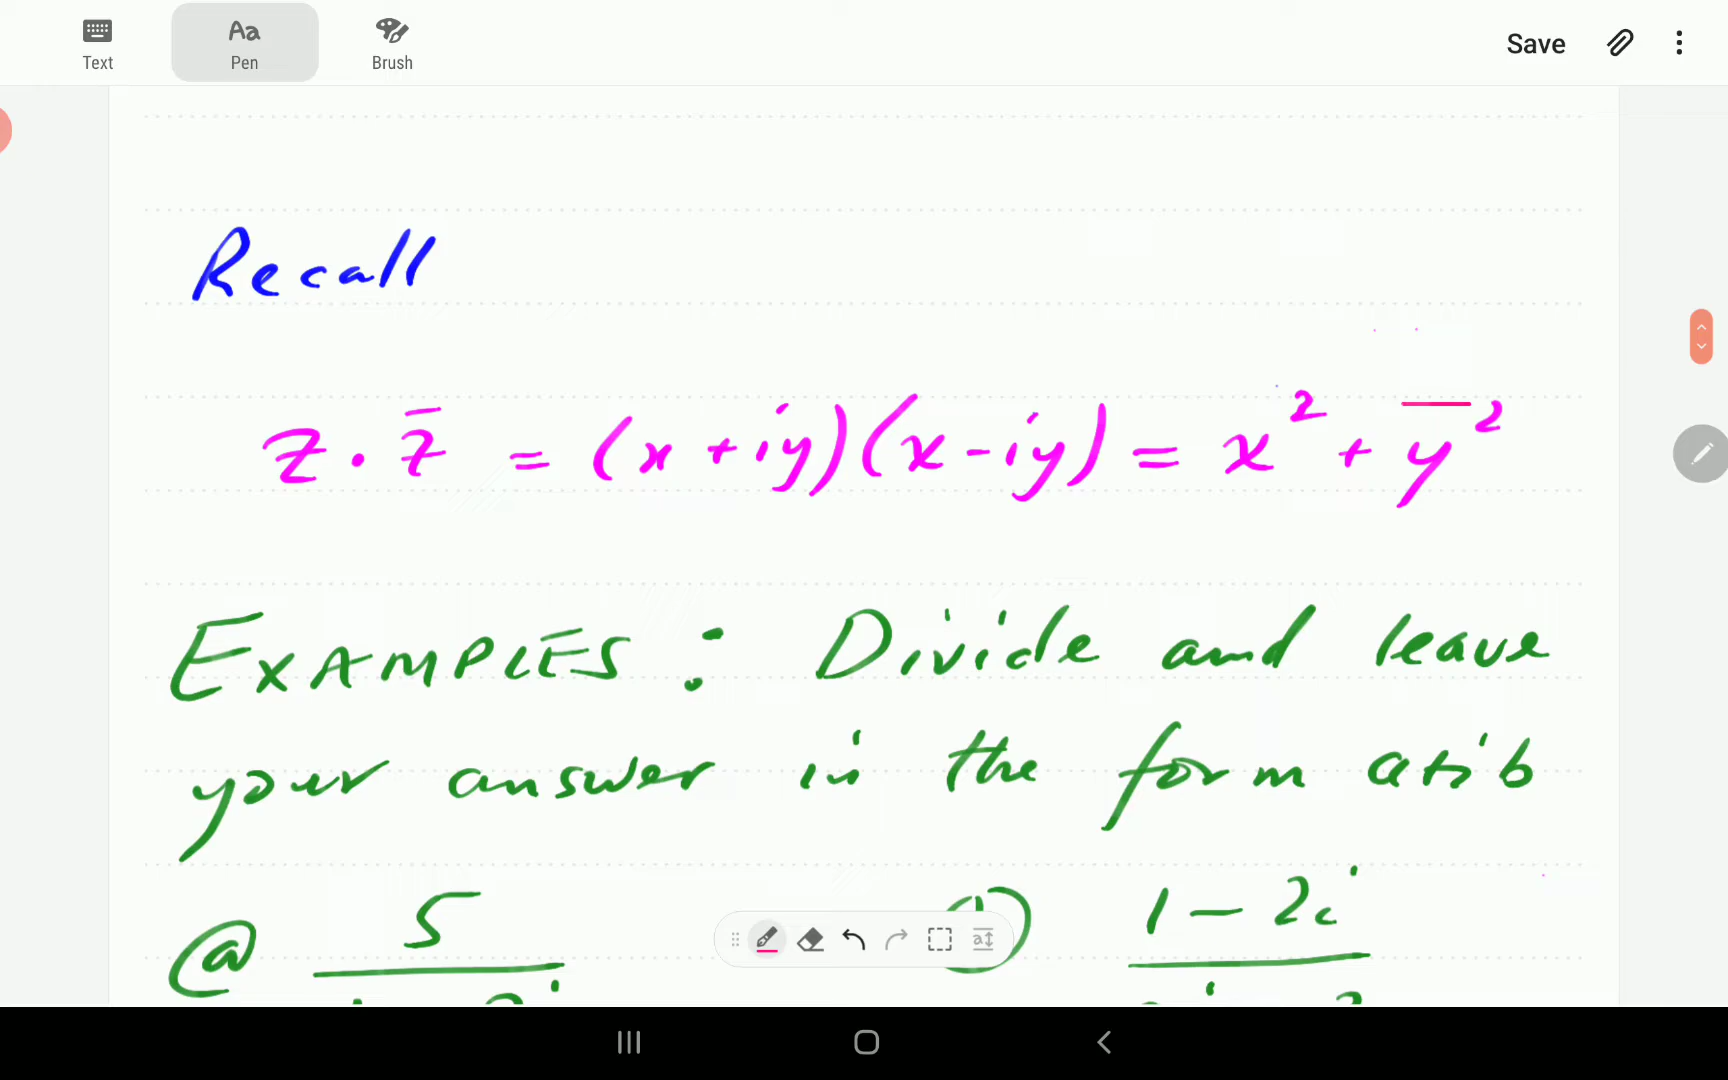 Text
Aa
Pen
Brush
Save
Recall
z · z̅ = (x + iy)(x - iy) = x² + y²
EXAMPLES : Divide and leave
your answer in the form a+ib
ⓐ 5
1 - 2i